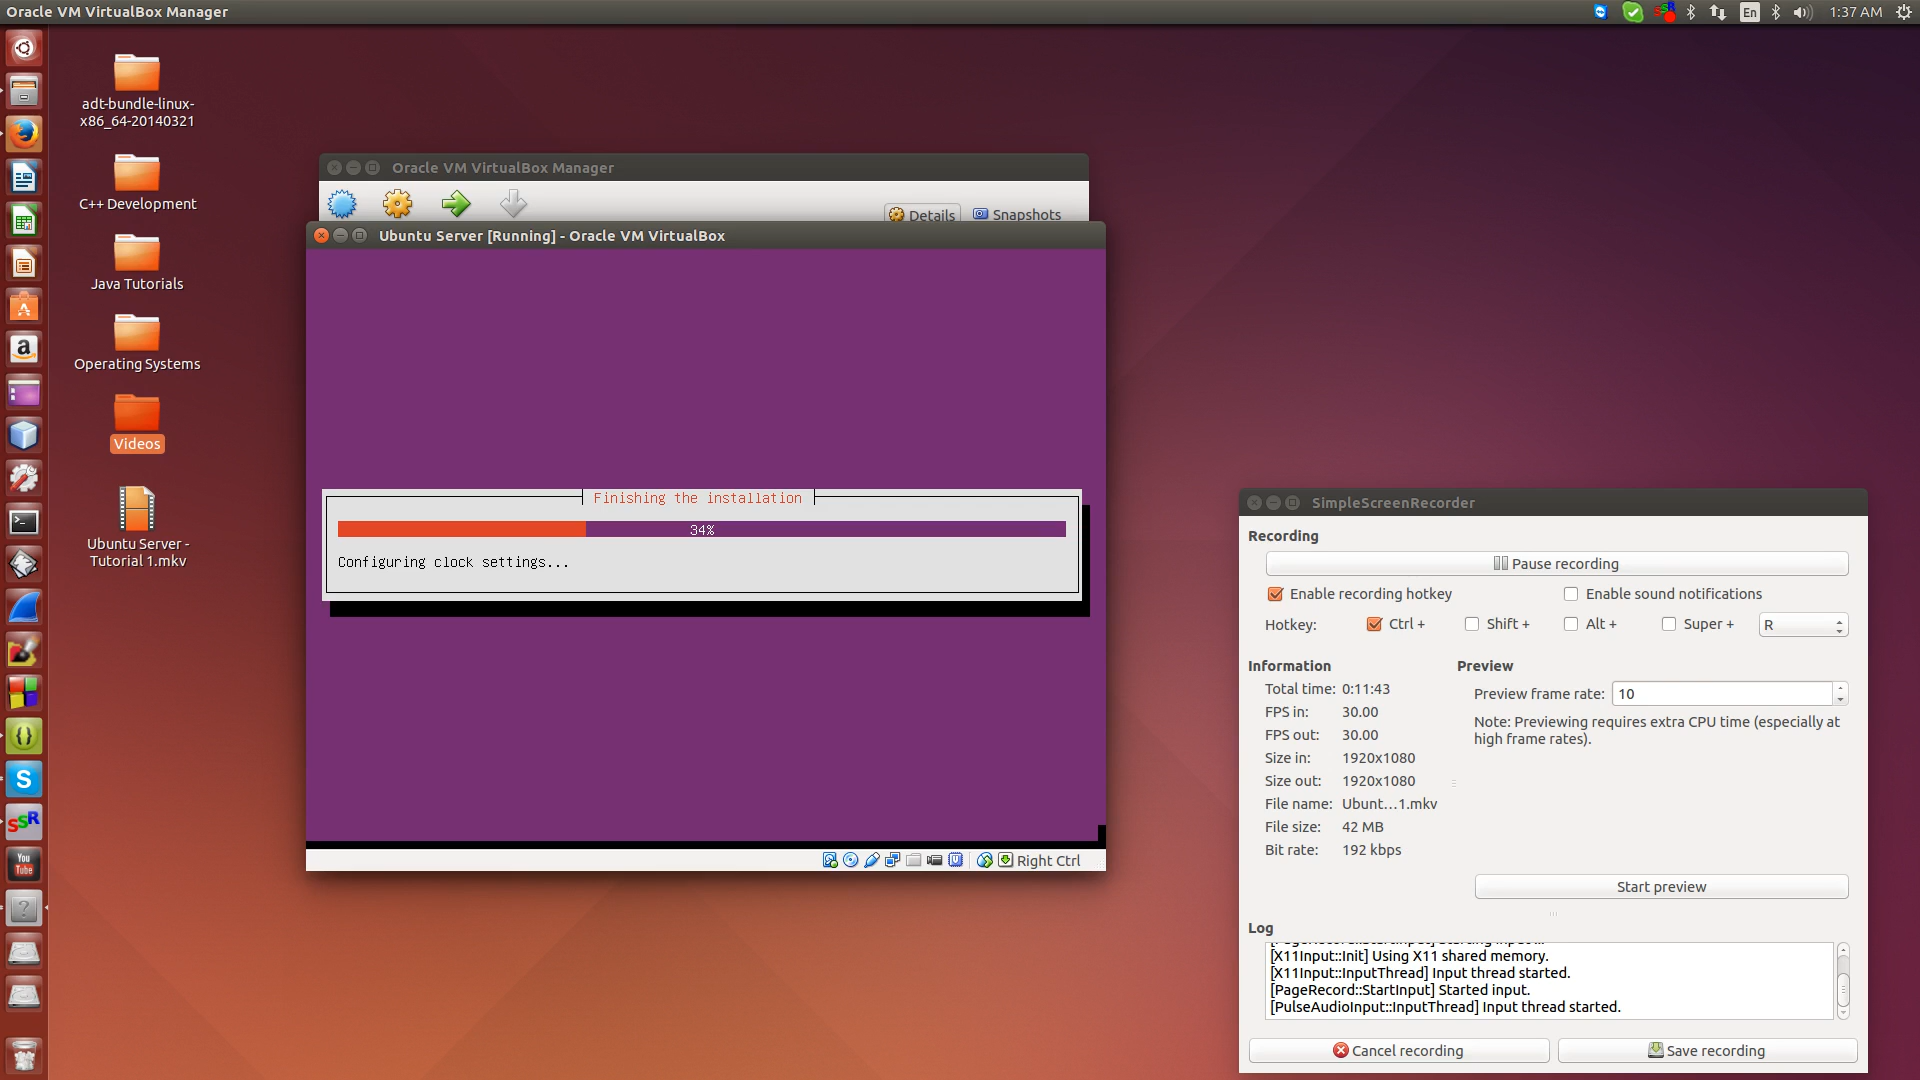 Oracle VM VirtualBox
En
1:37 AM
adt-bundle-linux-
x86_64-20140321
C++ Development
Java Tutorials
Operating Systems
Videos
Ubuntu Server -
Tutorial 1.mkv
a
S
SSR
You
Tube
?
Oracle VM VirtualBox Manager
Details
Snapshots
Ubuntu Server [Running] - Oracle VM VirtualBox
Finishing the installation
34%
Configuring clock settings...
Right Ctrl
SimpleScreenRecorder
Recording
Pause recording
Enable recording hotkey
Enable sound notifications
Hotkey: Ctrl + Shift + Alt + Super + R
Information
Total time: 0:11:43
FPS in: 30.00
FPS out: 30.00
Size in: 1920x1080
Size out: 1920x1080
File name: Ubunt...1.mkv
File size: 42 MB
Bit rate: 192 kbps
Preview
Preview frame rate: 10
Note: Previewing requires extra CPU time (especially at
high frame rates).
Start preview
Log
[X11Input::Init] Using X11 shared memory.
[X11Input::InputThread] Input thread started.
[PageRecord::StartInput] Started input.
[PulseAudioInput::InputThread] Input thread started.
Cancel recording
Save recording